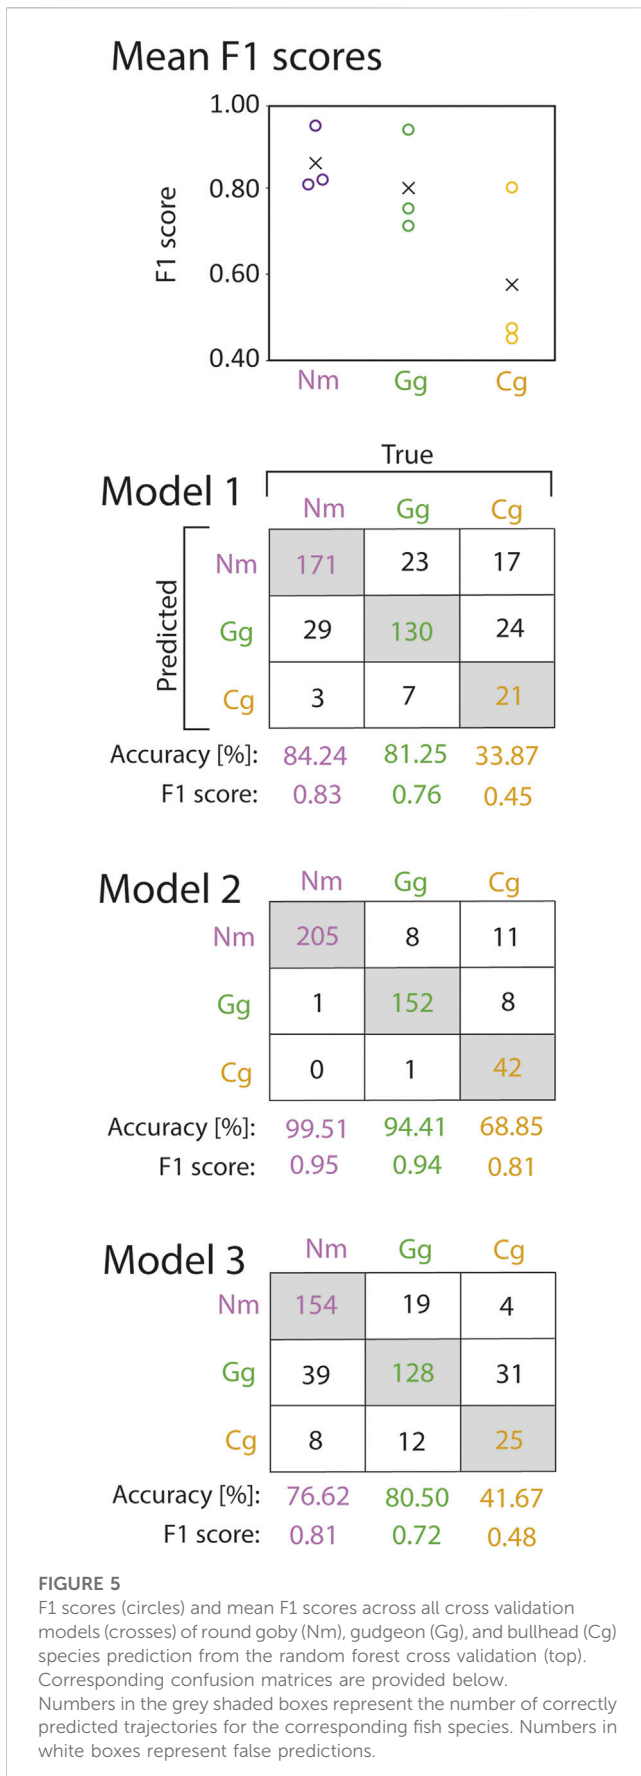 Mean F1 scores
1.00
0.80
0.60
0.40
F1 score
Nm Gg Cg
True
Model 1
Nm Gg Cg
Predicted
Nm 171 23 17
Gg 29 130 24
Cg 3 7 21
Accuracy [%]: 84.24 81.25 33.87
F1 score: 0.83 0.76 0.45
Model 2
Nm Gg Cg
Nm 205 8 11
Gg 1 152 8
Cg 0 1 42
Accuracy [%]: 99.51 94.41 68.85
F1 score: 0.95 0.94 0.81
Model 3
Nm Gg Cg
Nm 154 19 4
Gg 39 128 31
Cg 8 12 25
Accuracy [%]: 76.62 80.50 41.67
F1 score: 0.81 0.72 0.48
FIGURE 5
F1 scores (circles) and mean F1 scores across all cross validation
models (crosses) of round goby (Nm), gudgeon (Gg), and bullhead (Cg)
species prediction from the random forest cross validation (top).
Corresponding confusion matrices are provided below.
Numbers in the grey shaded boxes represent the number of correctly
predicted trajectories for the corresponding fish species. Numbers in
white boxes represent false predictions.